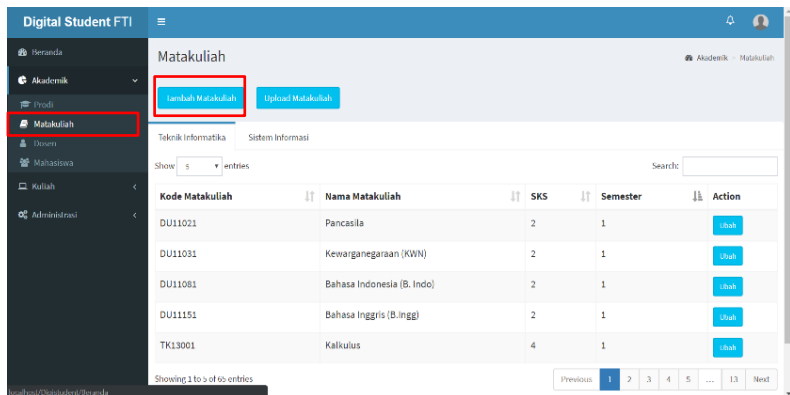 Digital Student FTI
Beranda
Akademik
Prodi
Matakuliah
Dosen
Mahasiswa
Kuliah
Administrasi
Matakuliah
Akademik > Matakuliah
Tambah Matakuliah Upload Matakuliah
Teknik Informatika Sistem Informasi
Show 5 entries Search:
Kode Matakuliah Nama Matakuliah SKS Semester Action
DU11021 Pancasila 2 1 Ubah
DU11031 Kewarganegaraan (KWN) 2 1 Ubah
DU11081 Bahasa Indonesia (B. Indo) 2 1 Ubah
DU11151 Bahasa Inggris (B.Ingg) 2 1 Ubah
TK13001 Kalkulus 4 1 Ubah
Showing 1 to 5 of 65 entries Previous 1 2 3 4 5 ... 13 Next
localhost/Digistudent/Beranda